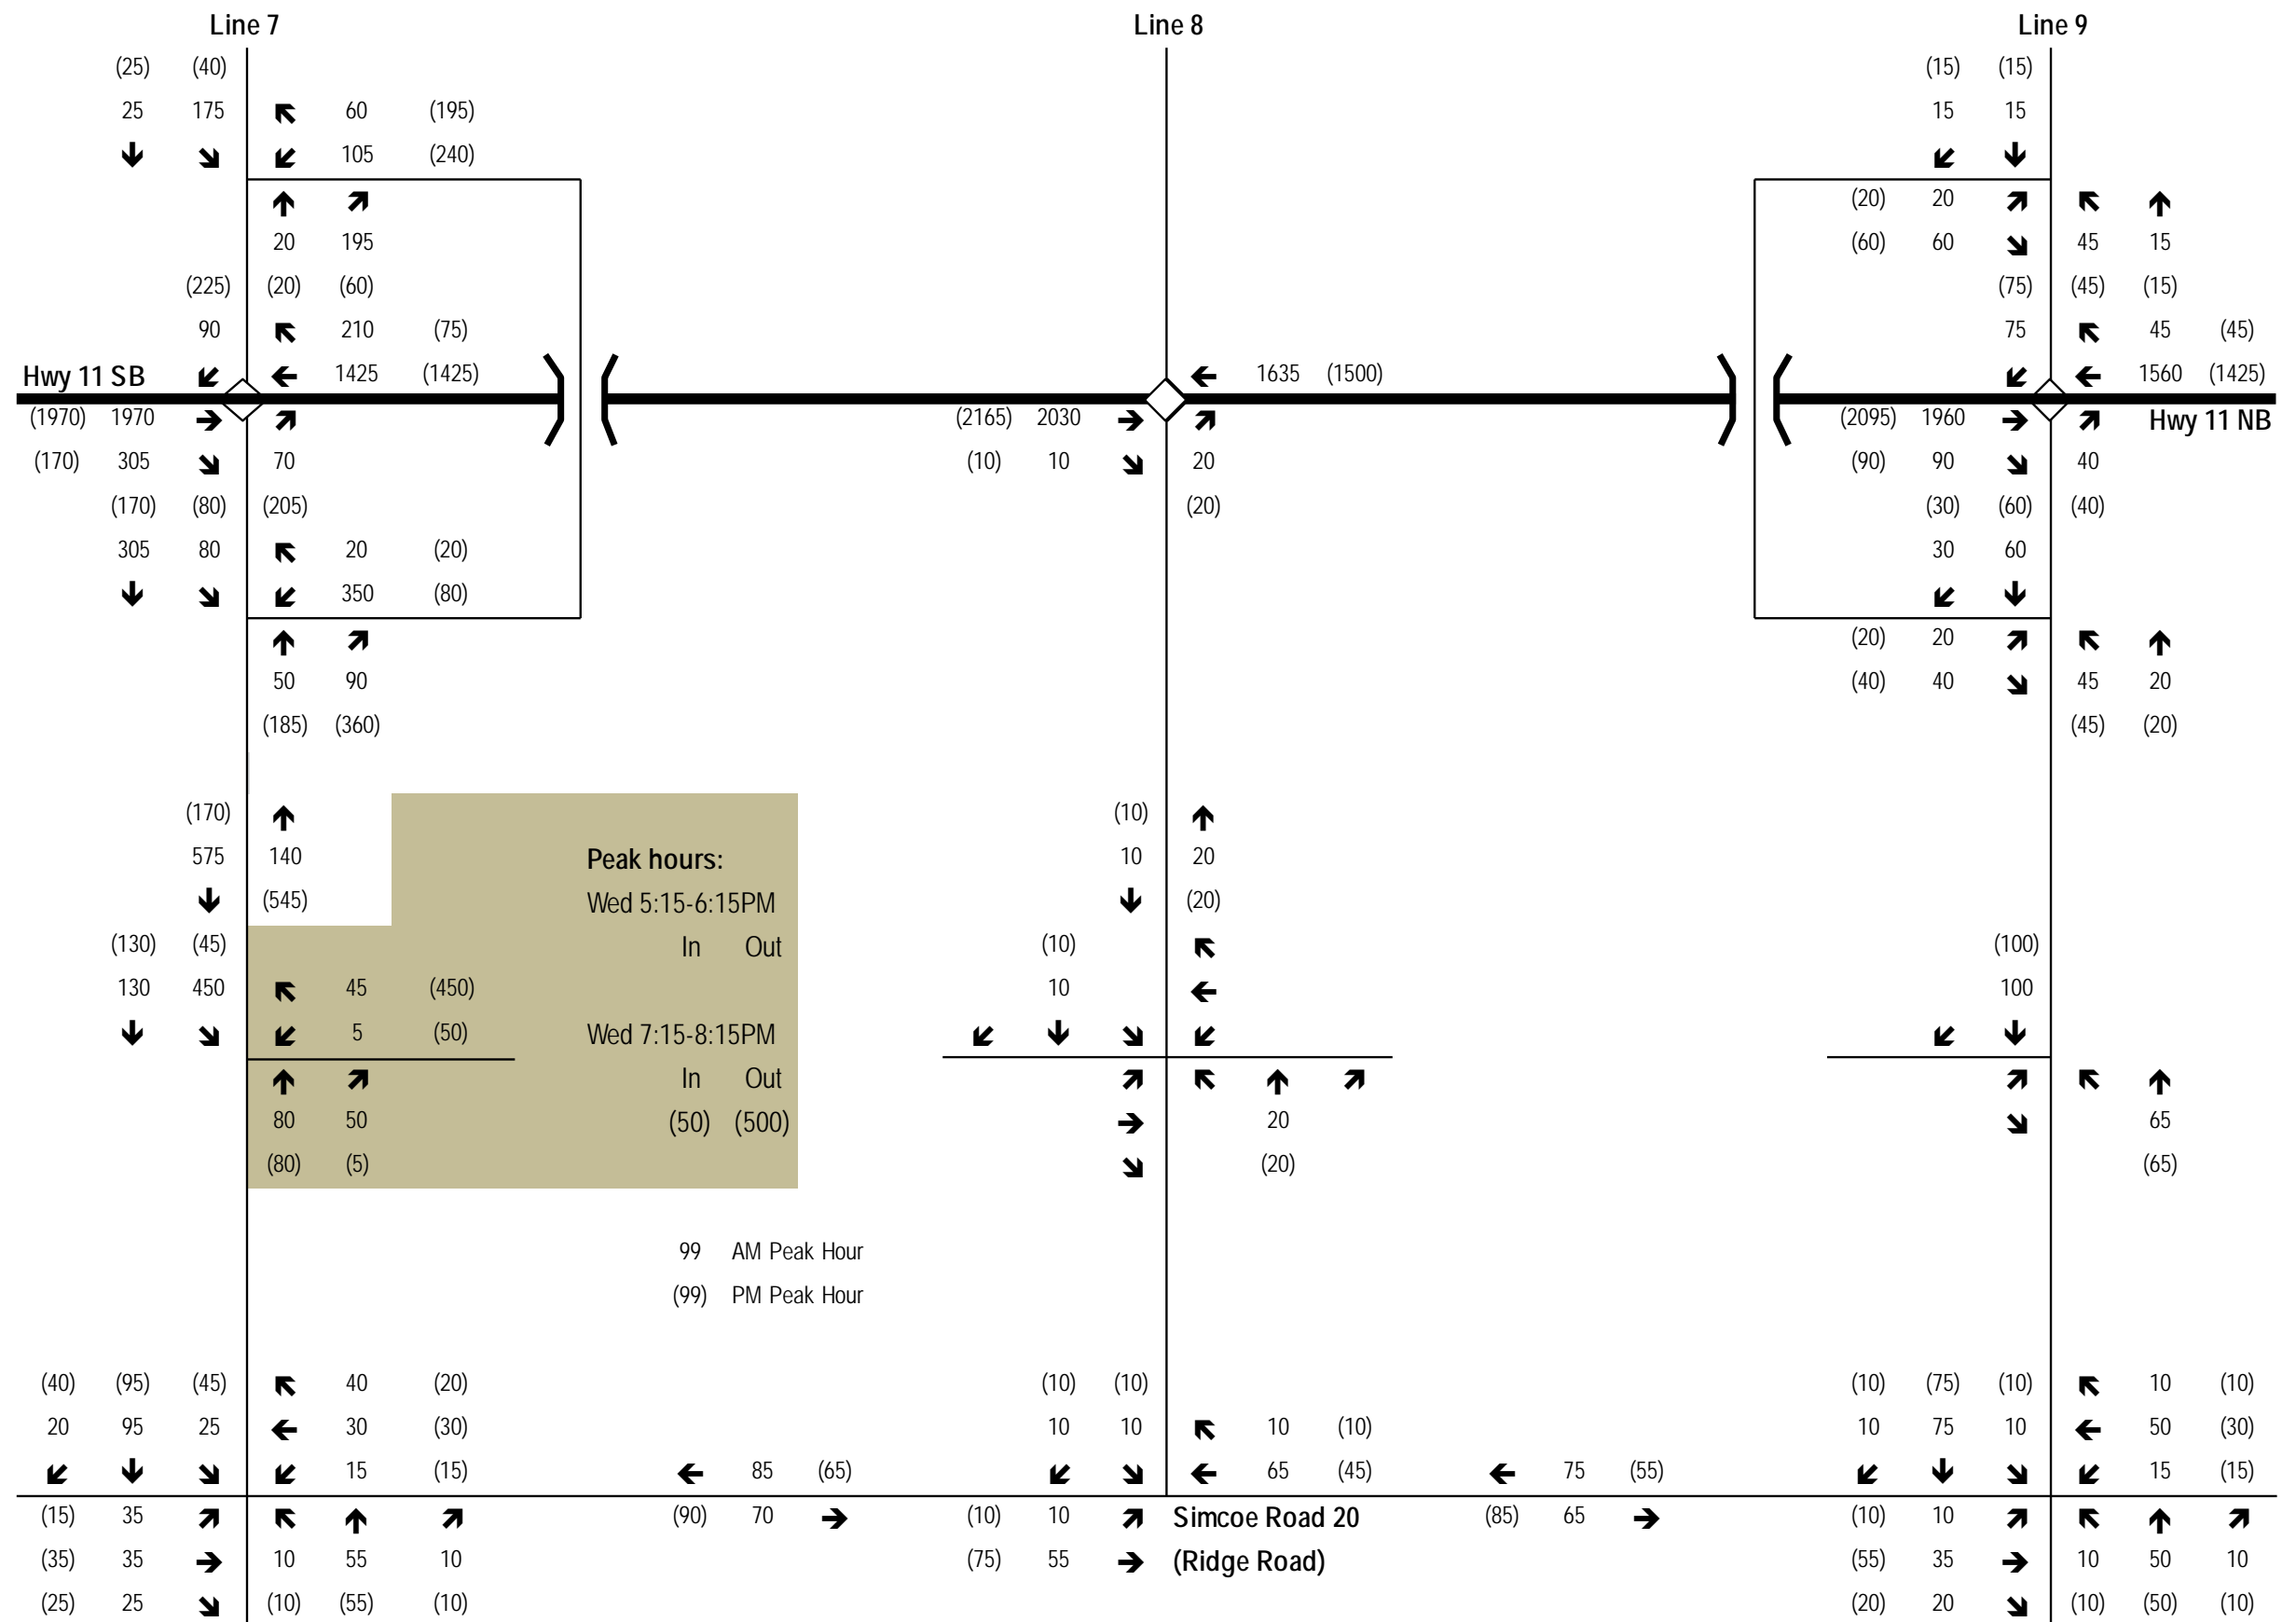 Line 7 Line 8 Line 9
(25) (40) (15) (15)
25 175 60 (195) 15 15
105 (240)
(20) 20
20 195 (60) 60 45 15
(225) (20) (60) (75) (45) (15)
90 210 (75) 75 45 (45)
Hwy 11 SB 1425 (1425) 1635 (1500) 1560 (1425)
(1970) 1970 (2165) 2030 (2095) 1960 Hwy 11 NB
(170) 305 70 (10) 10 20 (90) 90 40
(170) (80) (205) (20) (30) (60) (40)
305 80 20 (20) 30 60
350 (80)
(20) 20
50 90 (40) 40 45 20
(185) (360) (45) (20)
(170) (10)
575 140 Peak hours: 10 20
(545) Wed 5:15-6:15PM (20)
(130) (45) In Out (10) (100)
130 450 45 (450) 10 100
5 (50) Wed 7:15-8:15PM
In Out
80 50 (50) (500) 20 65
(80) (5) (20) (65)
99 AM Peak Hour
(99) PM Peak Hour
(40) (95) (45) 40 (20) (10) (10) (10) (75) (10) 10 (10)
20 95 25 30 (30) 10 10 10 (10) 10 75 10 50 (30)
15 (15) 85 (65) 65 (45) 75 (55) 15 (15)
(15) 35 (90) 70 (10) 10 Simcoe Road 20 (85) 65 (10) 10
(35) 35 10 55 10 (75) 55 (Ridge Road) (55) 35 10 50 10
(25) 25 (10) (55) (10) (20) 20 (10) (50) (10)